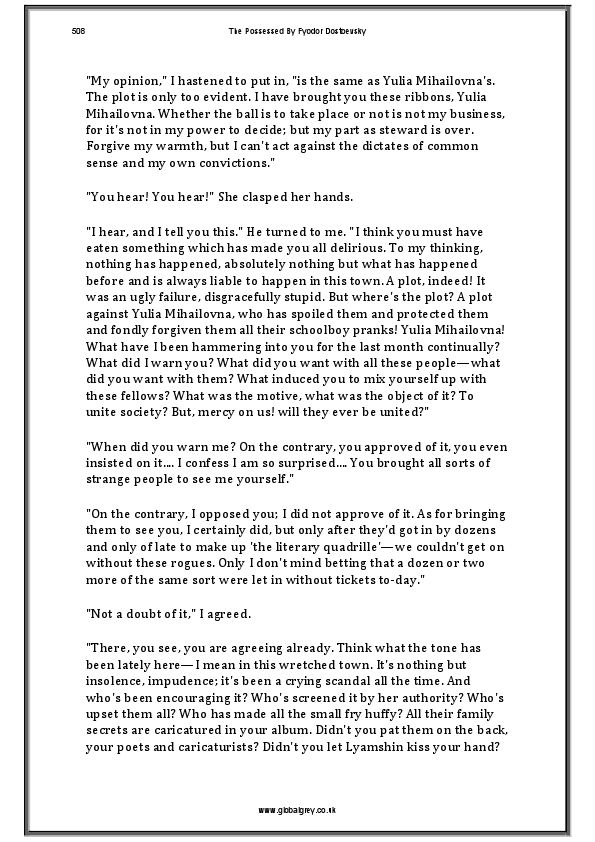 508
The Possessed By Fyodor Dostoevsky
"My opinion," I hastened to put in, "is the same as Yulia Mihailovna's.
The plot is only too evident. I have brought you these ribbons, Yulia
Mihailovna. Whether the ball is to take place or not is not my business,
for it's not in my power to decide; but my part as steward is over.
Forgive my warmth, but I can't act against the dictates of common
sense and my own convictions."
"You hear! You hear!" She clasped her hands.
"I hear, and I tell you this." He turned to me. "I think you must have
eaten something which has made you all delirious. To my thinking,
nothing has happened, absolutely nothing but what has happened
before and is always liable to happen in this town. A plot, indeed! It
was an ugly failure, disgracefully stupid. But where's the plot? A plot
against Yulia Mihailovna, who has spoiled them and protected them
and fondly forgiven them all their schoolboy pranks! Yulia Mihailovna!
What have I been hammering into you for the last month continually?
What did I warn you? What did you want with all these people—what
did you want with them? What induced you to mix yourself up with
these fellows? What was the motive, what was the object of it? To
unite society? But, mercy on us! will they ever be united?"
"When did you warn me? On the contrary, you approved of it, you even
insisted on it.... I confess I am so surprised.... You brought all sorts of
strange people to see me yourself."
"On the contrary, I opposed you; I did not approve of it. As for bringing
them to see you, I certainly did, but only after they'd got in by dozens
and only of late to make up 'the literary quadrille'—we couldn't get on
without these rogues. Only I don't mind betting that a dozen or two
more of the same sort were let in without tickets to-day."
"Not a doubt of it," I agreed.
"There, you see, you are agreeing already. Think what the tone has
been lately here—I mean in this wretched town. It's nothing but
insolence, impudence; it's been a crying scandal all the time. And
who's been encouraging it? Who's screened it by her authority? Who's
upset them all? Who has made all the small fry huffy? All their family
secrets are caricatured in your album. Didn't you pat them on the back,
your poets and caricaturists? Didn't you let Lyamshin kiss your hand?
www.globalgrey.co.uk